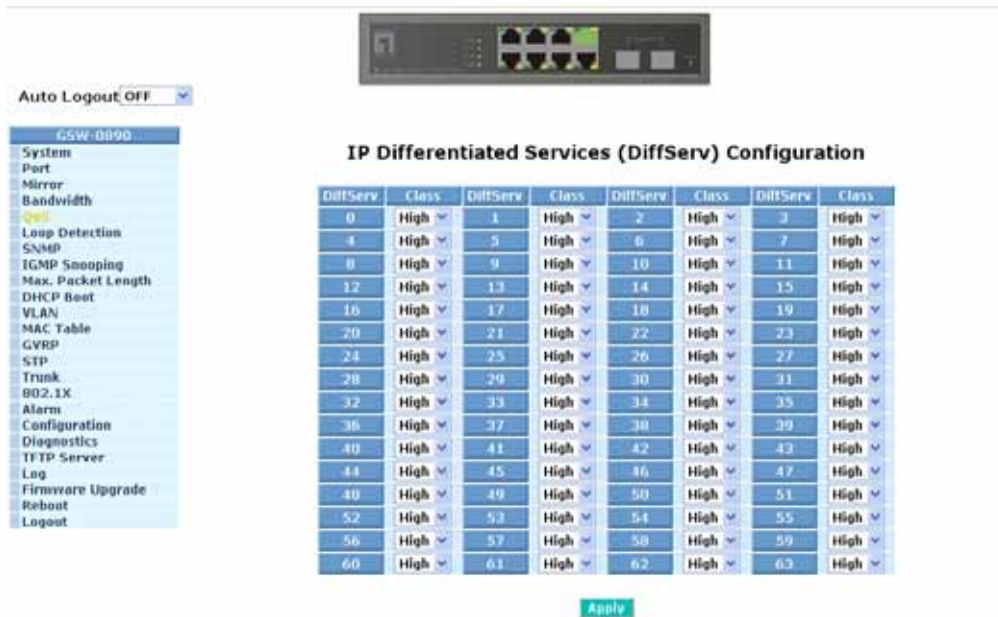 Auto Logout OFF
GSW-0890
System
Port
Mirror
Bandwidth
QoS
Loop Detection
SNMP
IGMP Snooping
Max. Packet Length
DHCP Boot
VLAN
MAC Table
GVRP
STP
Trunk
802.1X
Alarm
Configuration
Diagnostics
TFTP Server
Log
Firmware Upgrade
Reboot
Logout
IP Differentiated Services (DiffServ) Configuration
DiffServ Class DiffServ Class DiffServ Class DiffServ Class
0 High 1 High 2 High 3 High
4 High 5 High 6 High 7 High
8 High 9 High 10 High 11 High
12 High 13 High 14 High 15 High
16 High 17 High 18 High 19 High
20 High 21 High 22 High 23 High
24 High 25 High 26 High 27 High
28 High 29 High 30 High 31 High
32 High 33 High 34 High 35 High
36 High 37 High 38 High 39 High
40 High 41 High 42 High 43 High
44 High 45 High 46 High 47 High
48 High 49 High 50 High 51 High
52 High 53 High 54 High 55 High
56 High 57 High 58 High 59 High
60 High 61 High 62 High 63 High
Apply